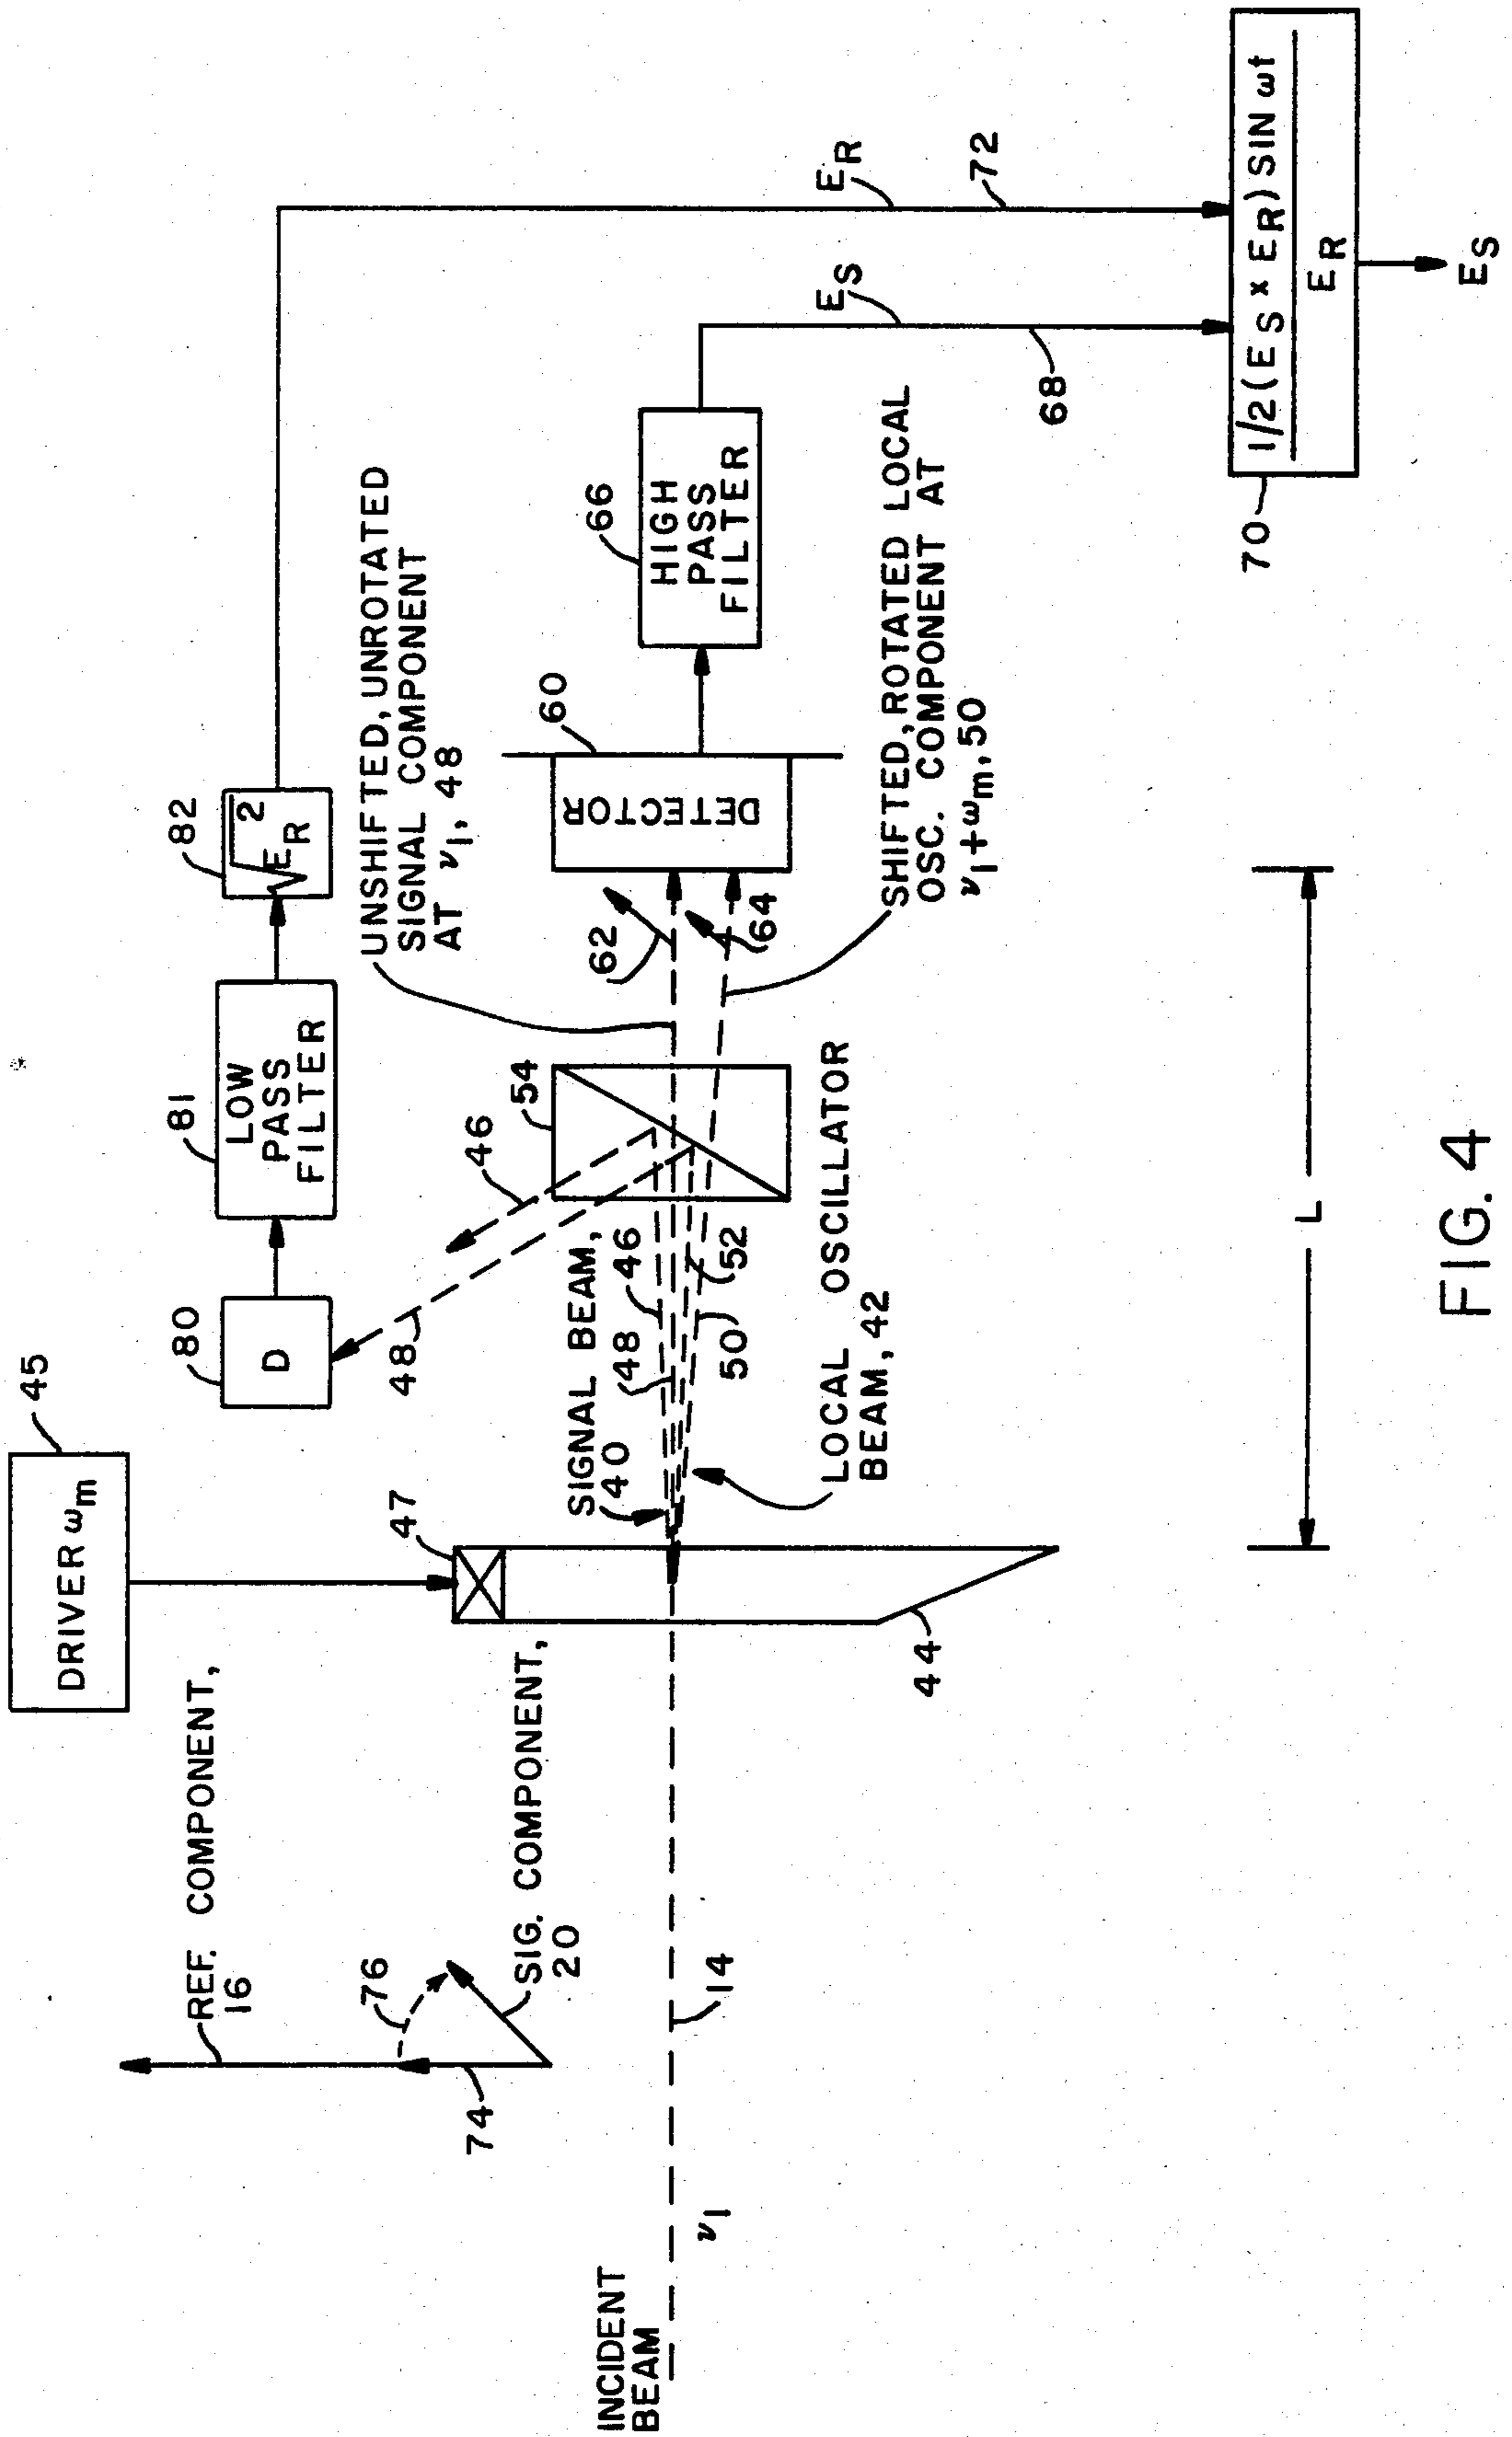 INCIDENT
BEAM
ν1
14
74
76
REF. COMPONENT,
16
SIG. COMPONENT,
20
DRIVER ωm
45
47
44
SIGNAL BEAM,
40
46
48
50
52
LOCAL OSCILLATOR
BEAM, 42
48
46
54
80
D
81
LOW
PASS
FILTER
82
√ER2
UNSHIFTED, UNROTATED
SIGNAL COMPONENT
AT ν1, 48
62
64
60
DETECTOR
SHIFTED, ROTATED LOCAL
OSC. COMPONENT AT
ν1+ωm, 50
66
HIGH
PASS
FILTER
ES
68
ER
72
70
1/2(ES × ER) SIN ωt
ER
ES
L
FIG. 4